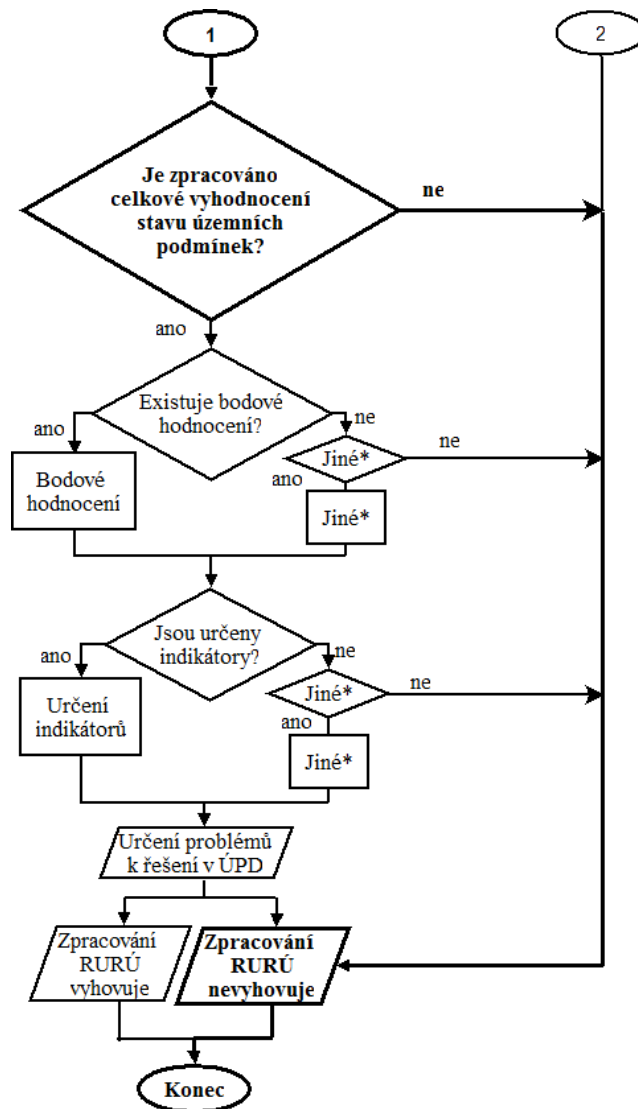 1
2
Je zpracováno
celkové vyhodnocení
stavu územních
podmínek?
ne
ano
Existuje bodové
hodnocení?
ano
ne
Bodové
hodnocení
Jiné*
ne
ano
Jiné*
Jsou určeny
indikátory?
ano
ne
Určení
indikátorů
Jiné*
ne
ano
Jiné*
Určení problémů
k řešení v ÚPD
Zpracování
RURÚ
vyhovuje
Zpracování
RURÚ
nevyhovuje
Konec